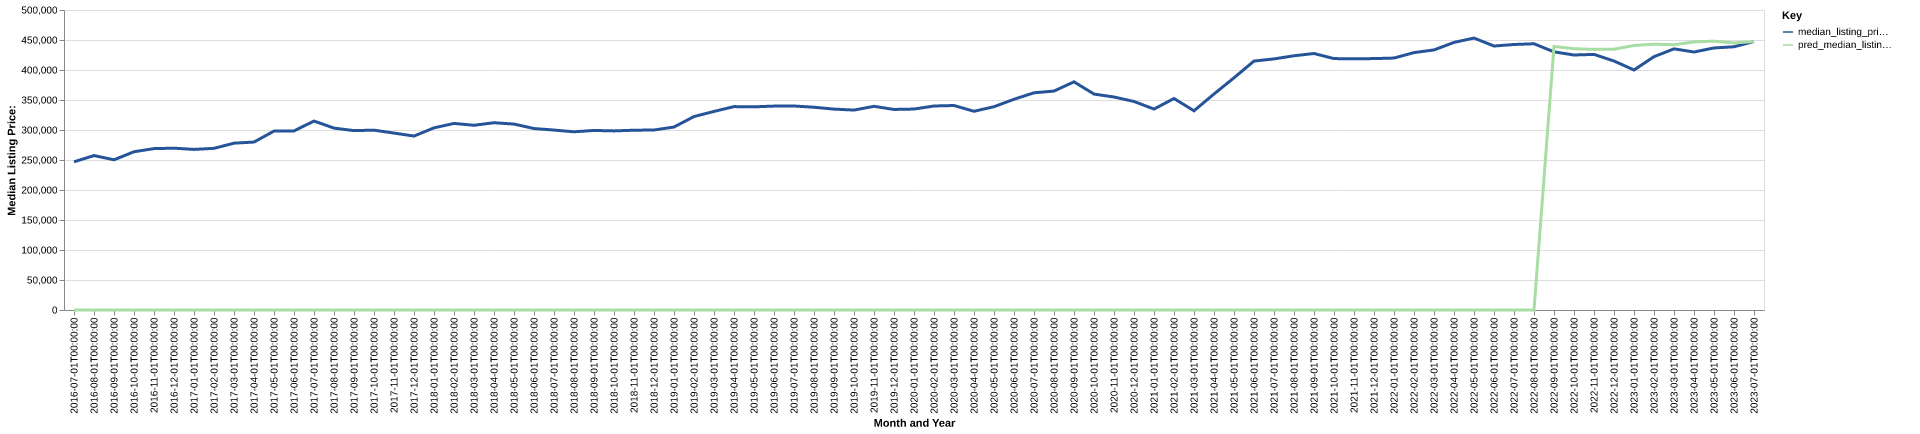 500,000
450,000
400,000
350,000
300,000
250,000
200,000
150,000
100,000
50,000
0
Median Listing Price:
2016-07-01T00:00:00
2016-08-01T00:00:00
2016-09-01T00:00:00
2016-10-01T00:00:00
2016-11-01T00:00:00
2016-12-01T00:00:00
2017-01-01T00:00:00
2017-02-01T00:00:00
2017-03-01T00:00:00
2017-04-01T00:00:00
2017-05-01T00:00:00
2017-06-01T00:00:00
2017-07-01T00:00:00
2017-08-01T00:00:00
2017-09-01T00:00:00
2017-10-01T00:00:00
2017-11-01T00:00:00
2017-12-01T00:00:00
2018-01-01T00:00:00
2018-02-01T00:00:00
2018-03-01T00:00:00
2018-04-01T00:00:00
2018-05-01T00:00:00
2018-06-01T00:00:00
2018-07-01T00:00:00
2018-08-01T00:00:00
2018-09-01T00:00:00
2018-10-01T00:00:00
2018-11-01T00:00:00
2018-12-01T00:00:00
2019-01-01T00:00:00
2019-02-01T00:00:00
2019-03-01T00:00:00
2019-04-01T00:00:00
2019-05-01T00:00:00
2019-06-01T00:00:00
2019-07-01T00:00:00
2019-08-01T00:00:00
2019-09-01T00:00:00
2019-10-01T00:00:00
2019-11-01T00:00:00
2019-12-01T00:00:00
2020-01-01T00:00:00
2020-02-01T00:00:00
2020-03-01T00:00:00
2020-04-01T00:00:00
2020-05-01T00:00:00
2020-06-01T00:00:00
2020-07-01T00:00:00
2020-08-01T00:00:00
2020-09-01T00:00:00
2020-10-01T00:00:00
2020-11-01T00:00:00
2020-12-01T00:00:00
2021-01-01T00:00:00
2021-02-01T00:00:00
2021-03-01T00:00:00
2021-04-01T00:00:00
2021-05-01T00:00:00
2021-06-01T00:00:00
2021-07-01T00:00:00
2021-08-01T00:00:00
2021-09-01T00:00:00
2021-10-01T00:00:00
2021-11-01T00:00:00
2021-12-01T00:00:00
2022-01-01T00:00:00
2022-02-01T00:00:00
2022-03-01T00:00:00
2022-04-01T00:00:00
2022-05-01T00:00:00
2022-06-01T00:00:00
2022-07-01T00:00:00
2022-08-01T00:00:00
2022-09-01T00:00:00
2022-10-01T00:00:00
2022-11-01T00:00:00
2022-12-01T00:00:00
2023-01-01T00:00:00
2023-02-01T00:00:00
2023-03-01T00:00:00
2023-04-01T00:00:00
2023-05-01T00:00:00
2023-06-01T00:00:00
2023-07-01T00:00:00
Month and Year
Key
median_listing_pri…
pred_median_listin…